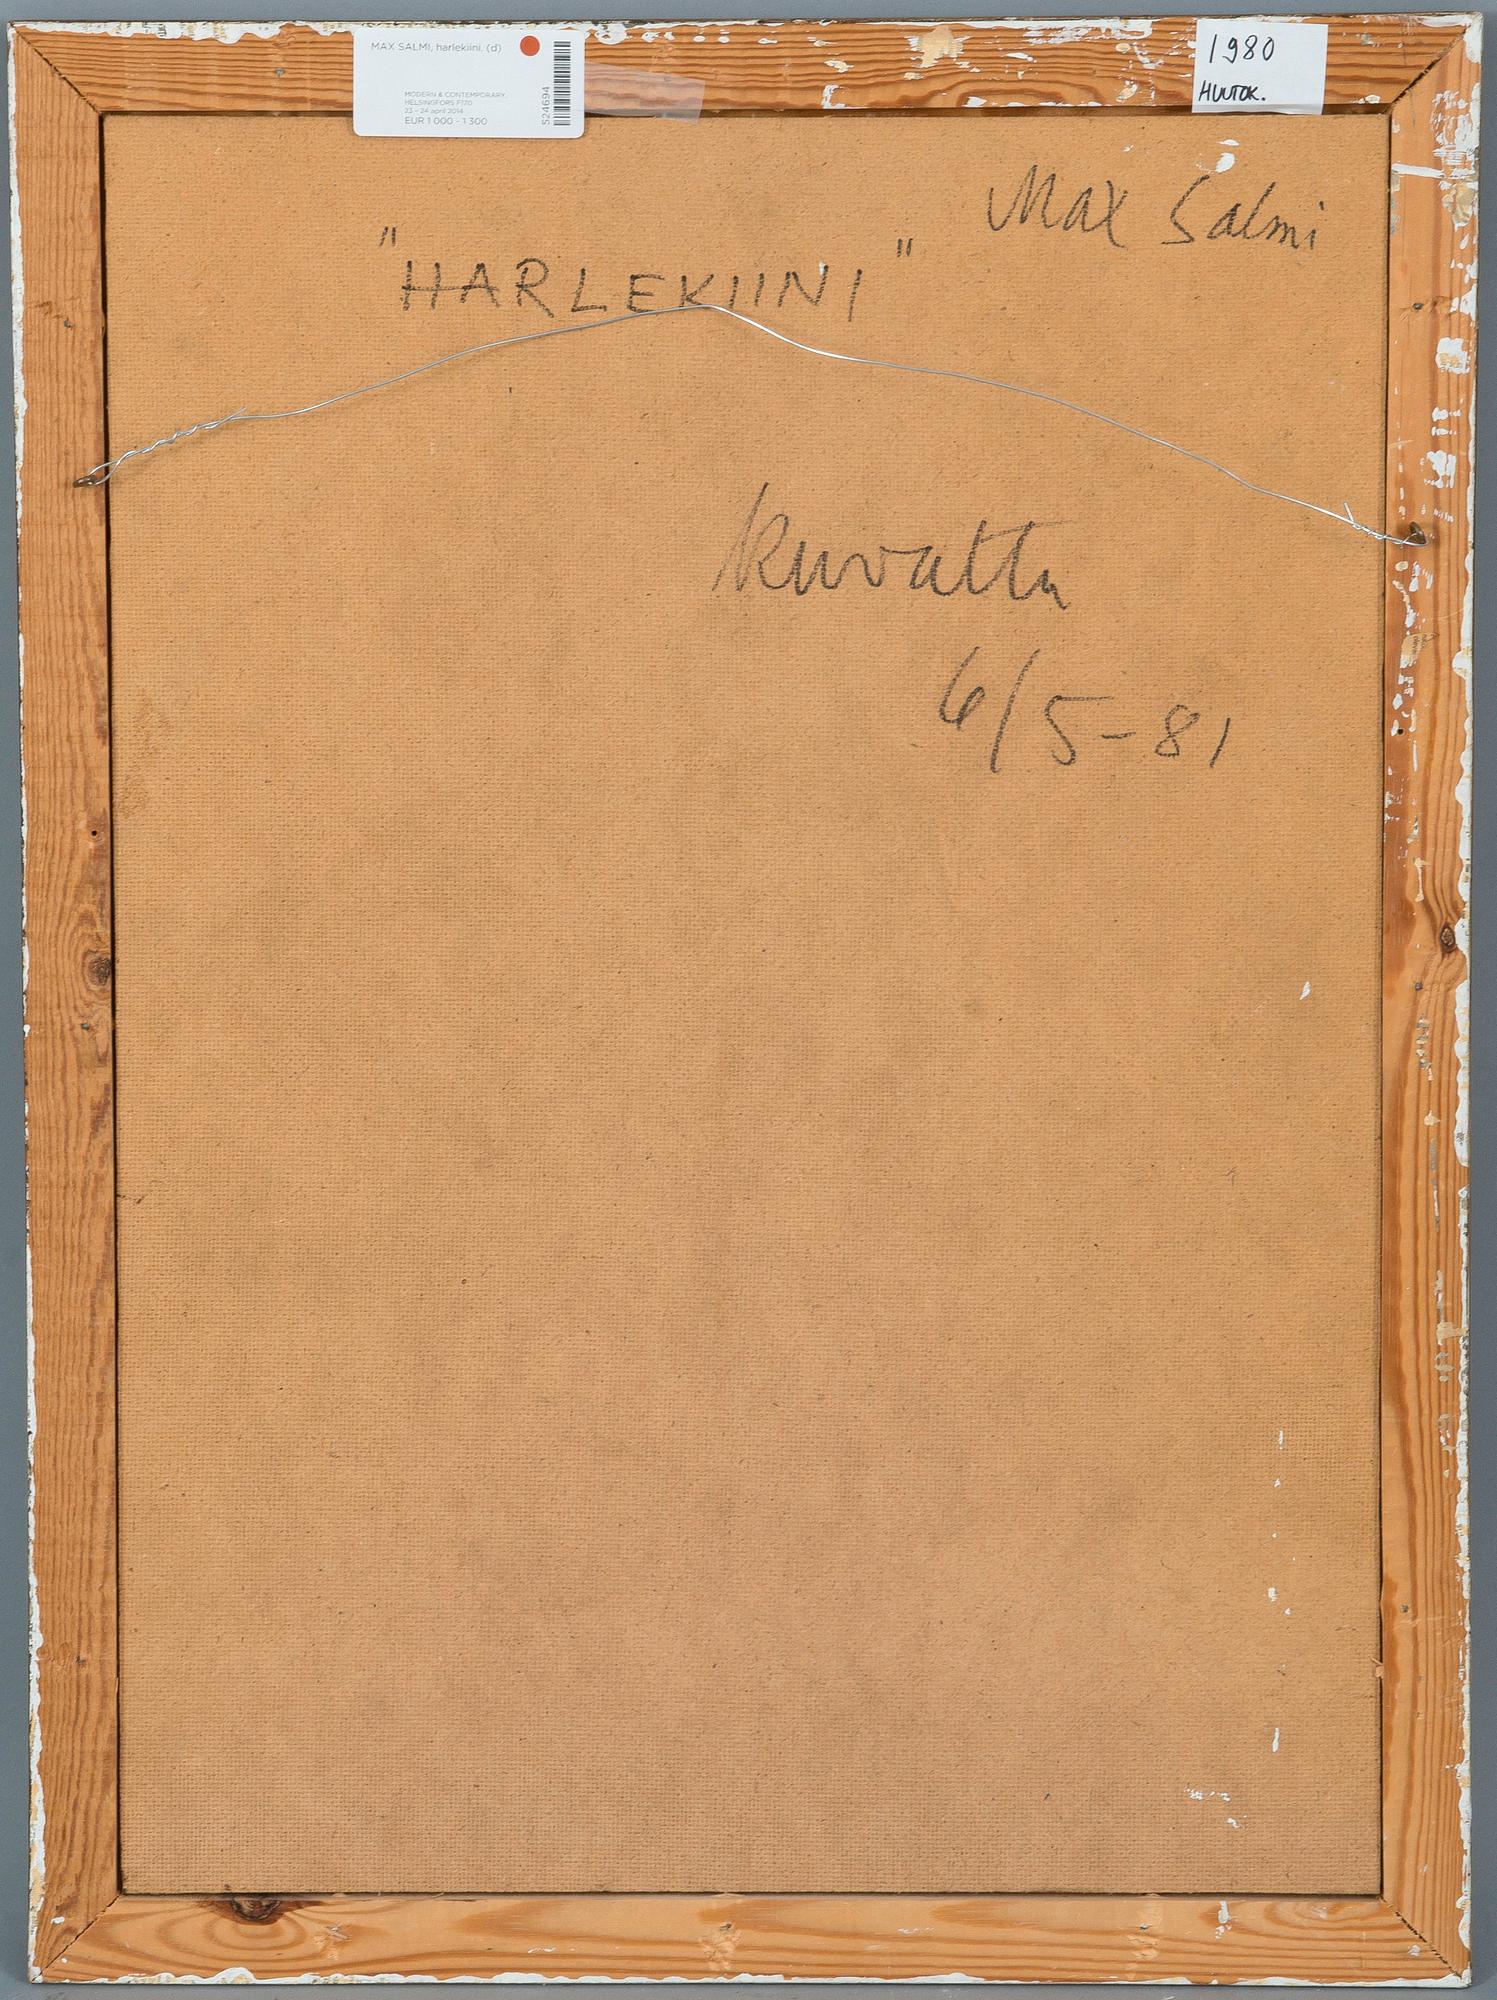 MAX SALMI, harlekiini. (d)
MODERN & CONTEMPORARY,
HELSINGFORS F170
23 - 24 april 2014
EUR 1 000 - 1 300
S24694
1980
HUUTOK.
Max Salmi
"HARLEKIINI"
Kuvattu
6/5-81